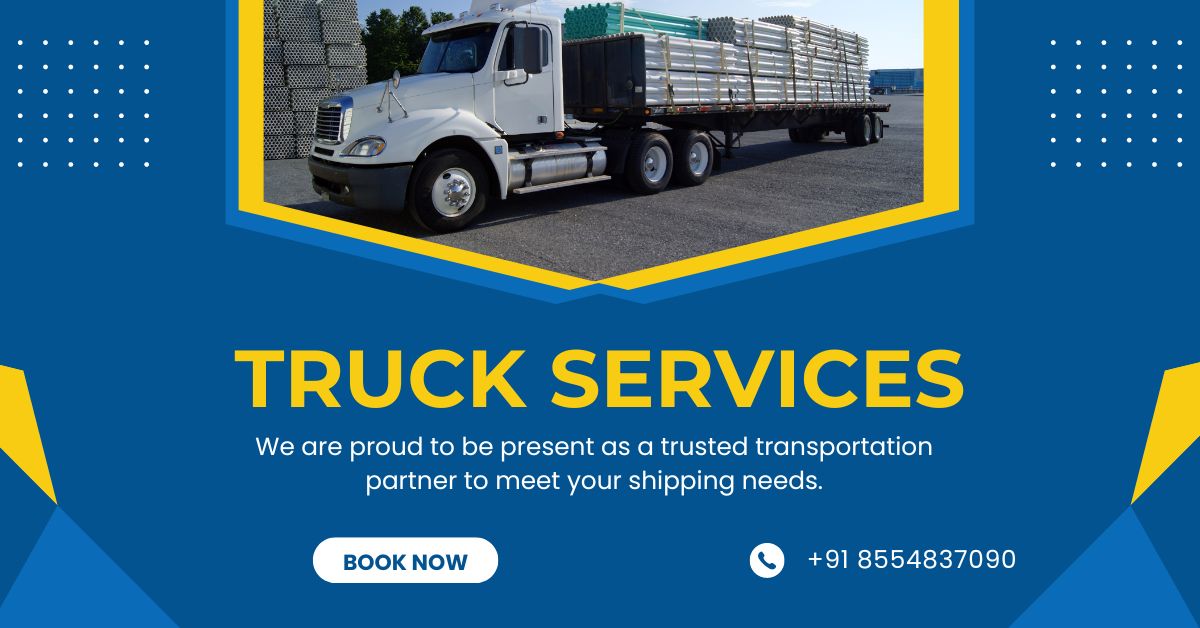 TRUCK SERVICES
We are proud to be present as a trusted transportation
partner to meet your shipping needs.
BOOK NOW
+91 8554837090